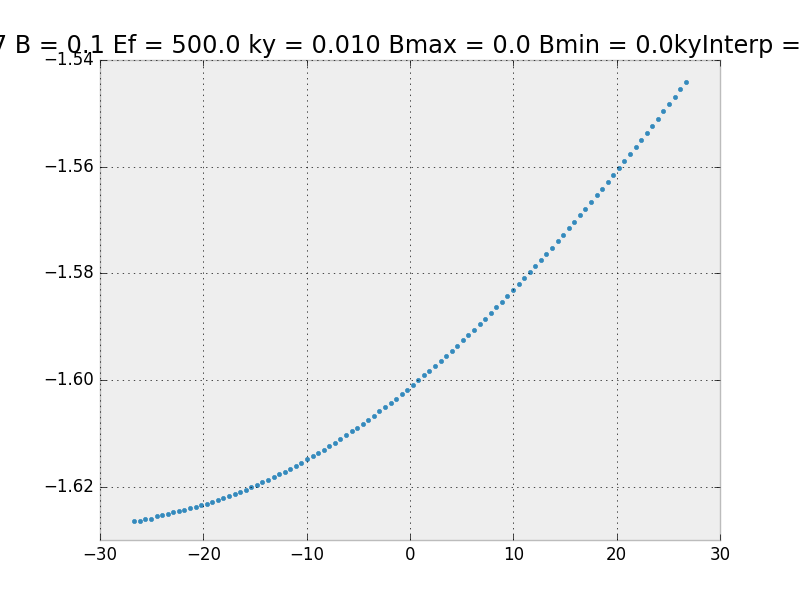 7 B = 0.1 Ef = 500.0 ky = 0.010 Bmax = 0.0 Bmin = 0.0kyInterp =
−1.54
−1.56
−1.58
−1.60
−1.62
−30 −20 −10 0 10 20 30